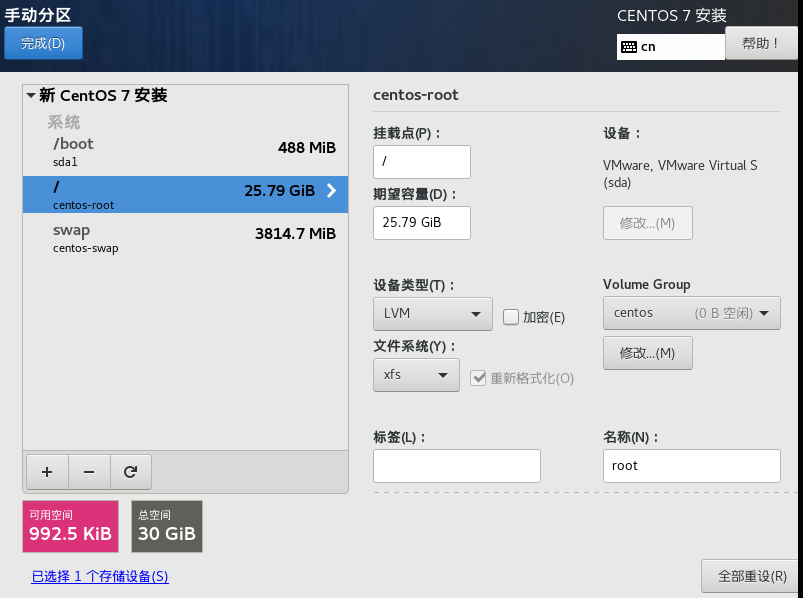 手动分区
CENTOS 7 安装
完成(D)
cn
帮助！
新 CentOS 7 安装
系统
/boot
488 MiB
sda1
/
25.79 GiB
centos-root
swap
3814.7 MiB
centos-swap
可用空间
992.5 KiB
总空间
30 GiB
已选择 1 个存储设备(S)
centos-root
挂载点(P)：
/
期望容量(D)：
25.79 GiB
设备：
VMware, VMware Virtual S
(sda)
修改...(M)
设备类型(T)：
LVM
加密(E)
Volume Group
centos (0 B 空闲)
修改...(M)
文件系统(Y)：
xfs
重新格式化(O)
标签(L)：
名称(N)：
root
全部重设(R)